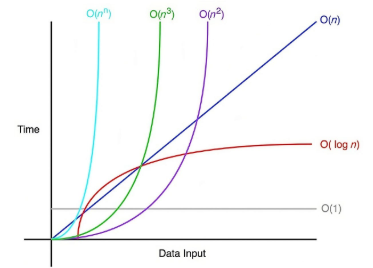 O(nⁿ)
O(n³)
O(n²)
O(n)
Time
O( log n)
O(1)
Data Input